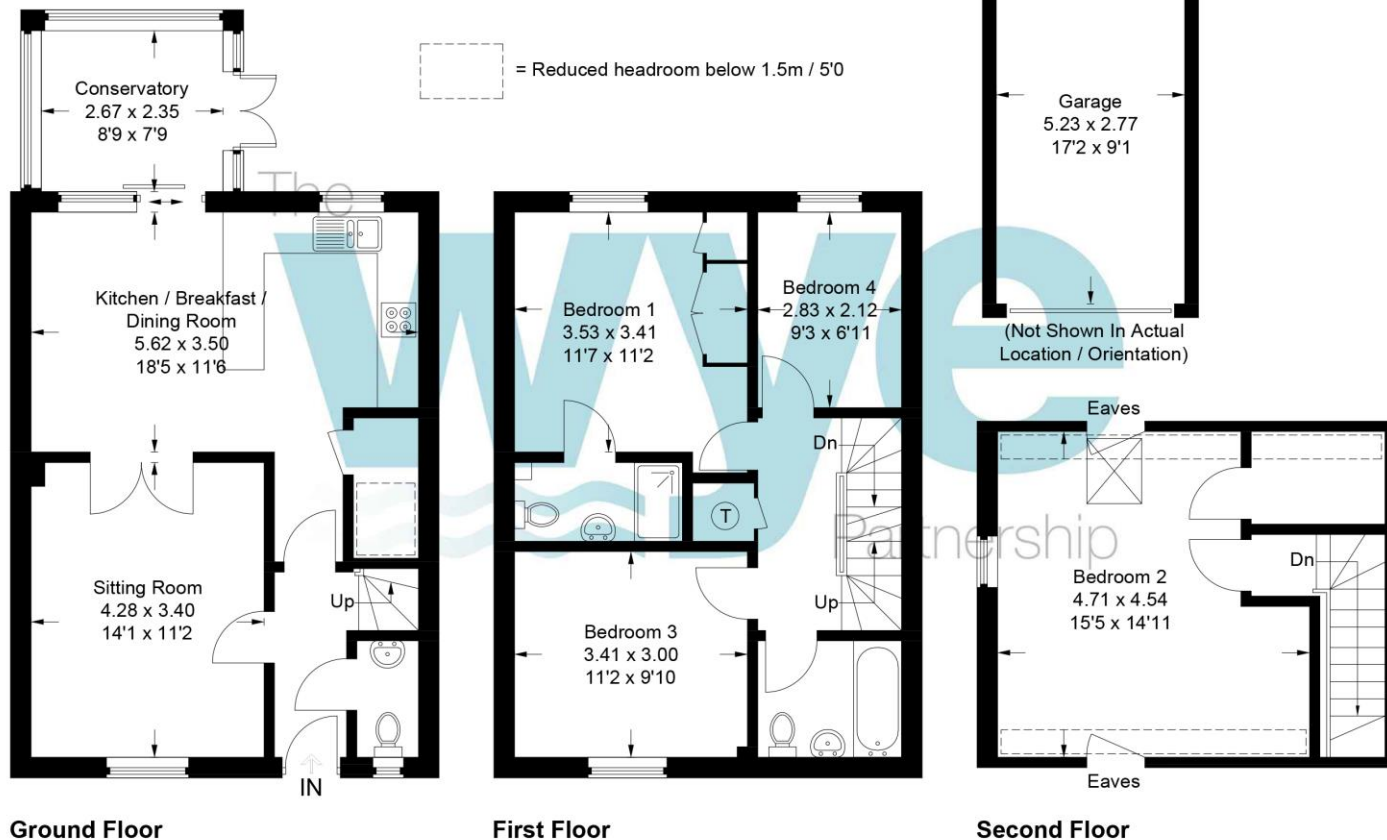 Conservatory
2.67 x 2.35
8'9 x 7'9
= Reduced headroom below 1.5m / 5'0
Garage
5.23 x 2.77
17'2 x 9'1
(Not Shown In Actual
Location / Orientation)
The
wye
Partnership
Kitchen / Breakfast /
Dining Room
5.62 x 3.50
18'5 x 11'6
Sitting Room
4.28 x 3.40
14'1 x 11'2
Up
IN
Ground Floor
Bedroom 1
3.53 x 3.41
11'7 x 11'2
Bedroom 4
2.83 x 2.12
9'3 x 6'11
Dn
T
Up
Bedroom 3
3.41 x 3.00
11'2 x 9'10
First Floor
Eaves
Dn
Bedroom 2
4.71 x 4.54
15'5 x 14'11
Eaves
Second Floor